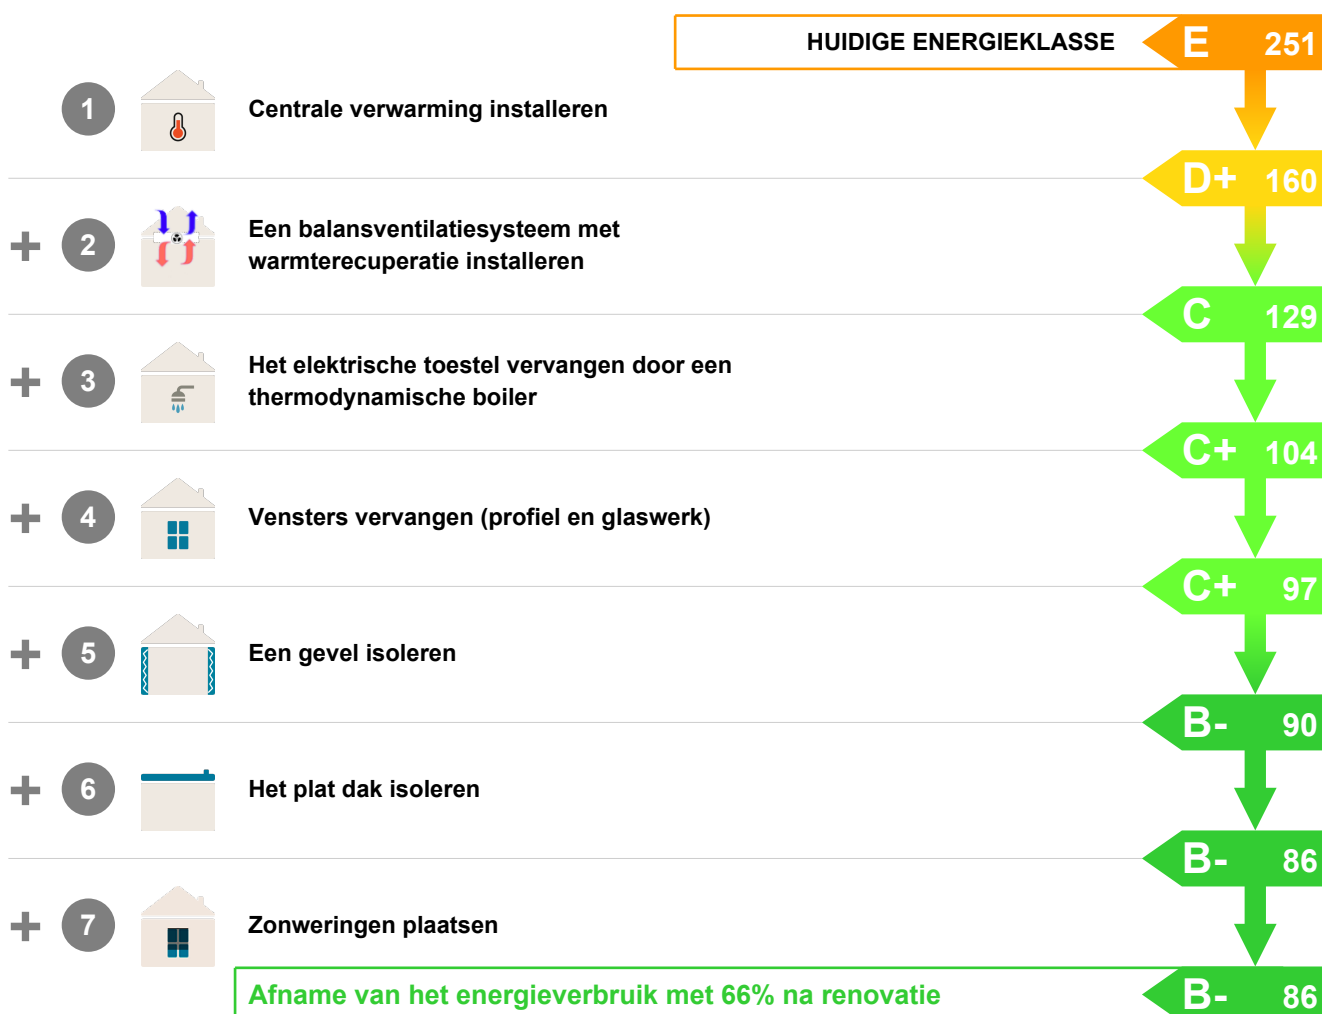 HUIDIGE ENERGIEKLASSE E 251
1 Centrale verwarming installeren
D+ 160
+ 2 Een balansventilatiesysteem met
warmterecuperatie installeren
C 129
+ 3 Het elektrische toestel vervangen door een
thermodynamische boiler
C+ 104
+ 4 Vensters vervangen (profiel en glaswerk)
C+ 97
+ 5 Een gevel isoleren
B- 90
+ 6 Het plat dak isoleren
B- 86
+ 7 Zonweringen plaatsen
Afname van het energieverbruik met 66% na renovatie B- 86